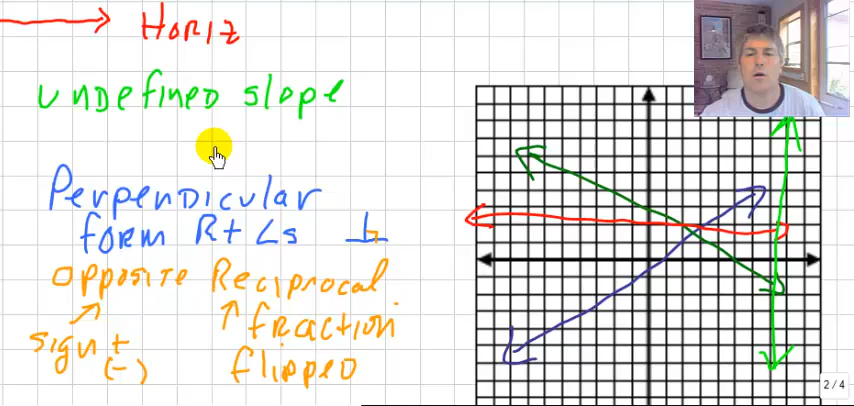 HORIZ
UNDEFINED SLOPE
PERPENDICULAR
FORM Rt ∠s
OPPOSITE RECIPROCAL
SIGN + FRACTION
(-) FLIPPED
2 / 4